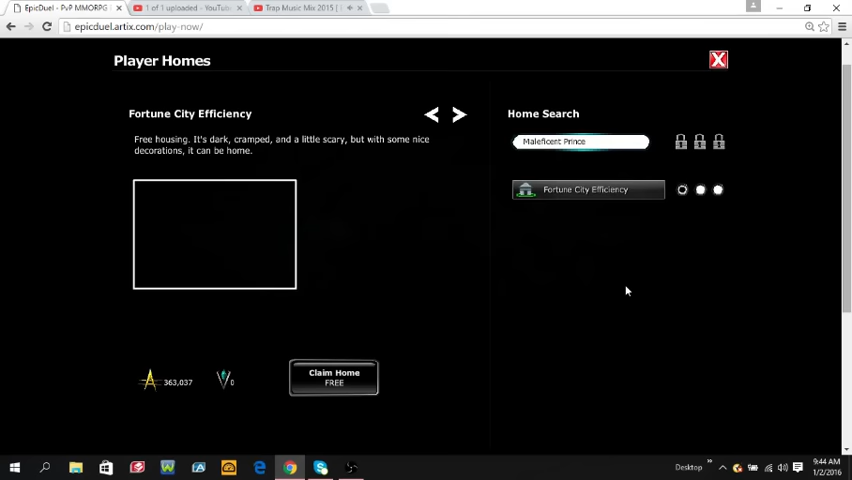 EpicDuel - PvP MMORPG
1 of 1 uploaded - YouTub
Trap Music Mix 2015 | E
epicduel.artix.com/play-now/
Player Homes
X
Fortune City Efficiency
Free housing. It's dark, cramped, and a little scary, but with some nice
decorations, it can be home.
Home Search
Maleficent Prince
Fortune City Efficiency
363,037
0
Claim Home
FREE
Desktop
9:44 AM
1/2/2016